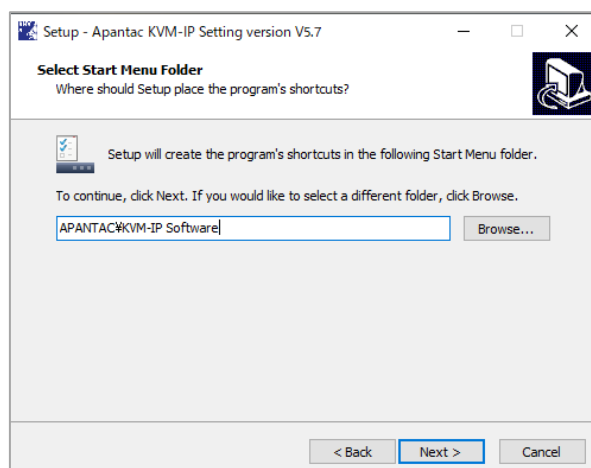 Setup - Apantac KVM-IP Setting version V5.7
Select Start Menu Folder
Where should Setup place the program's shortcuts?
Setup will create the program's shortcuts in the following Start Menu folder.
To continue, click Next. If you would like to select a different folder, click Browse.
APANTAC¥KVM-IP Software
Browse...
< Back
Next >
Cancel